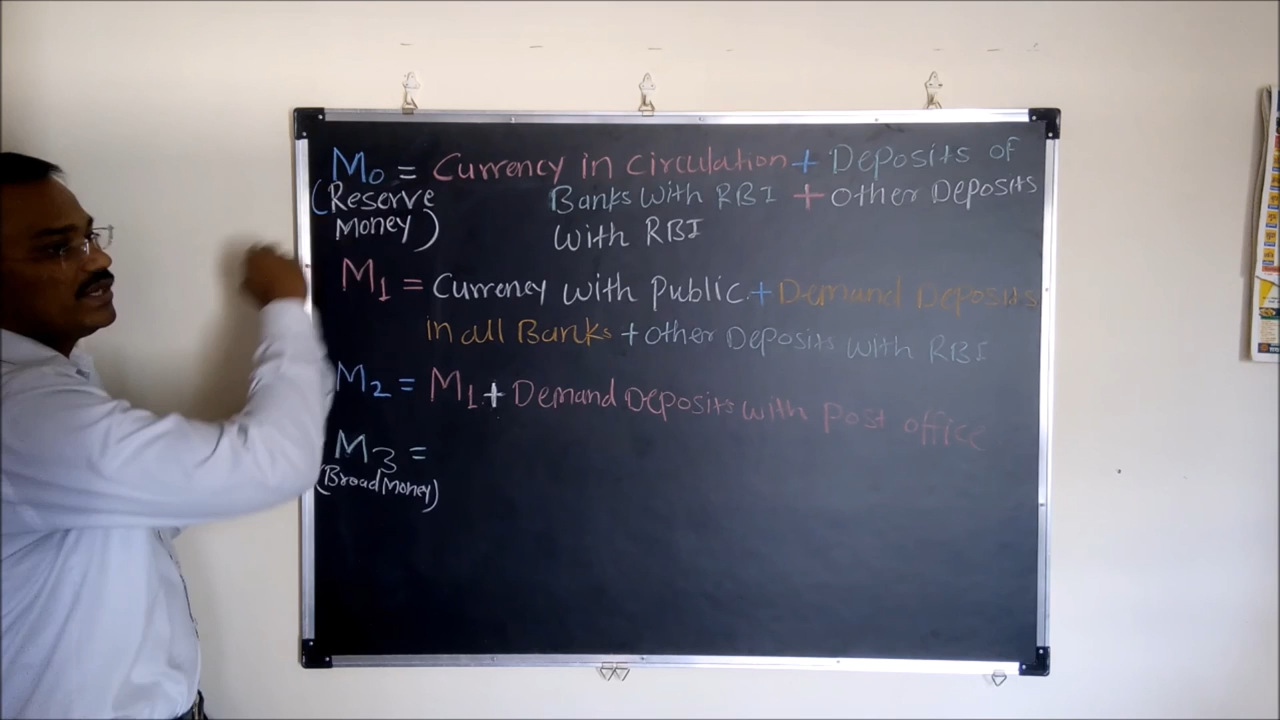 M0 = Currency in circulation + Deposits of
(Reserve Banks with RBI + other Deposits
Money) with RBI
M1 = Currency with Public + Demand Deposits
in all Banks + other Deposits with RBI
M2 = M1 + Demand Deposits with post office
M3 =
(Broad Money)